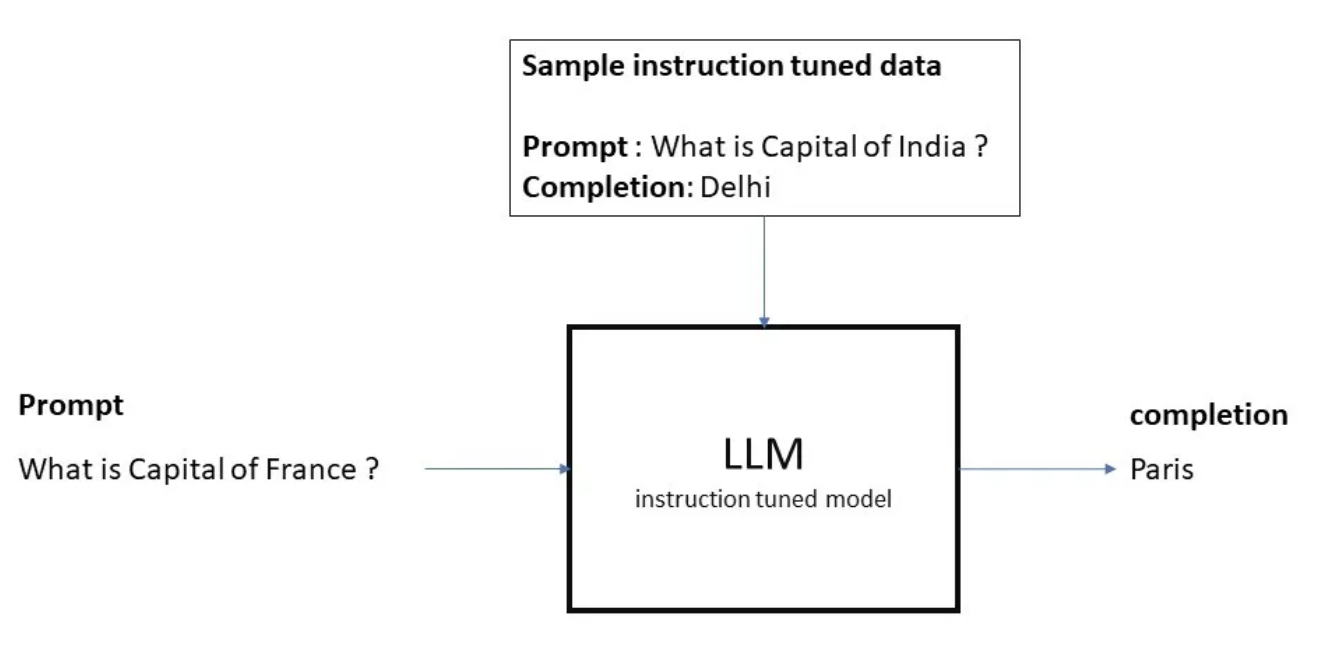 Sample instruction tuned data
Prompt : What is Capital of India ?
Completion: Delhi
Prompt
What is Capital of France ?
LLM
instruction tuned model
completion
Paris